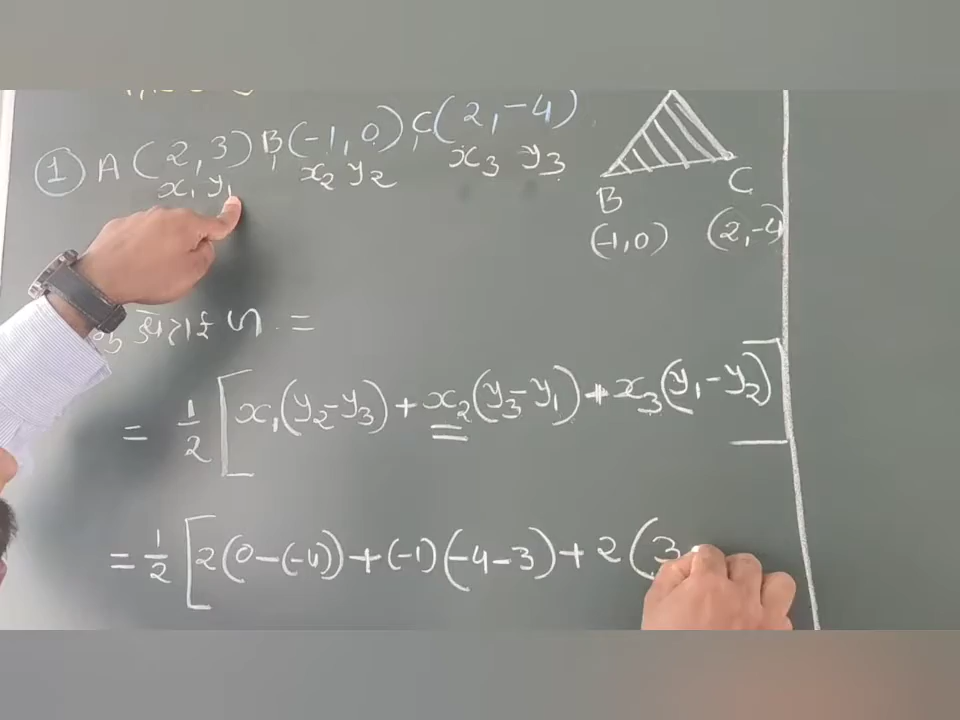 ① A (2, 3), B(-1, 0), C(2, -4)
x₁ y₁ x₂ y₂ x₃ y₃
B C
(-1,0) (2,-4)
=
= 1/2 [x₁(y₂-y₃) + x₂(y₃-y₁) + x₃(y₁-y₂)]
= 1/2 [2(0-(-4)) + (-1)(-4-3) + 2(3